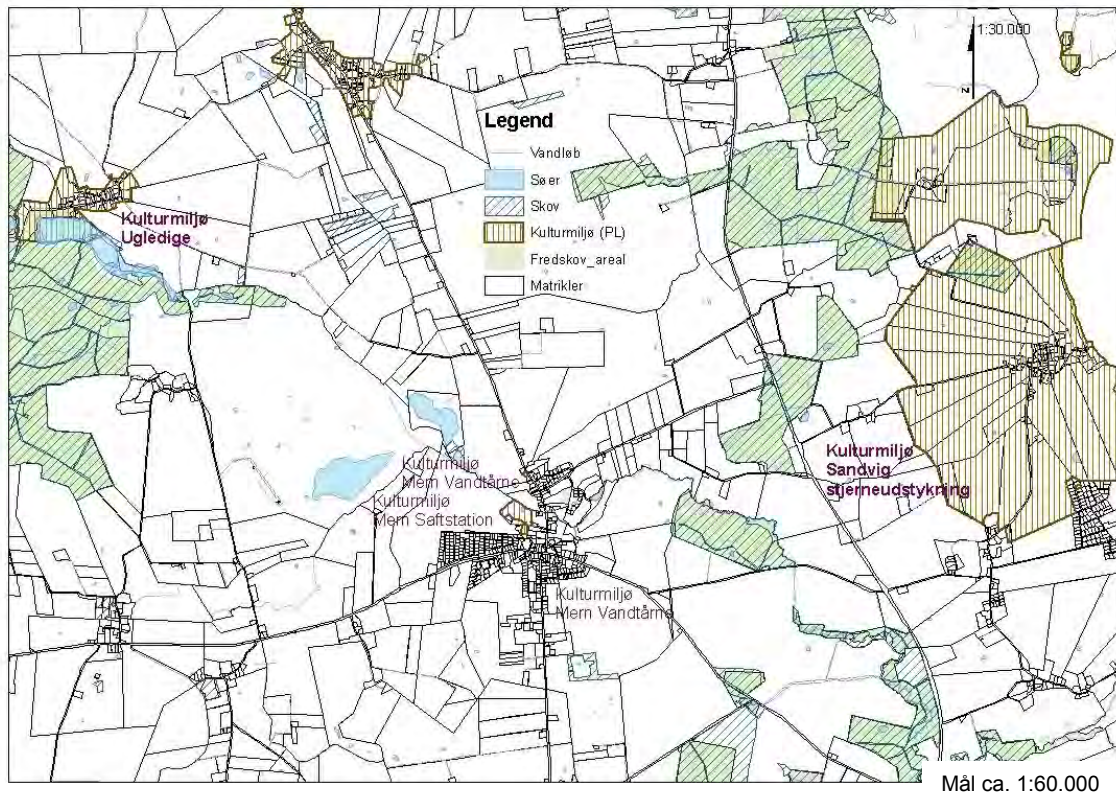 1:30.000
z
Legend
Vandløb
Søer
Skov
Kulturmiljø (PL)
Fredskov_areal
Matrikler
Kulturmiljø
Ugledige
Kulturmiljø
Mern Vandtårne
Kulturmiljø
Mern Saftstation
Kulturmiljø
Sandvig
stjerneudstykning
Kulturmiljø
Mern Vandtårne
Mål ca. 1:60.000